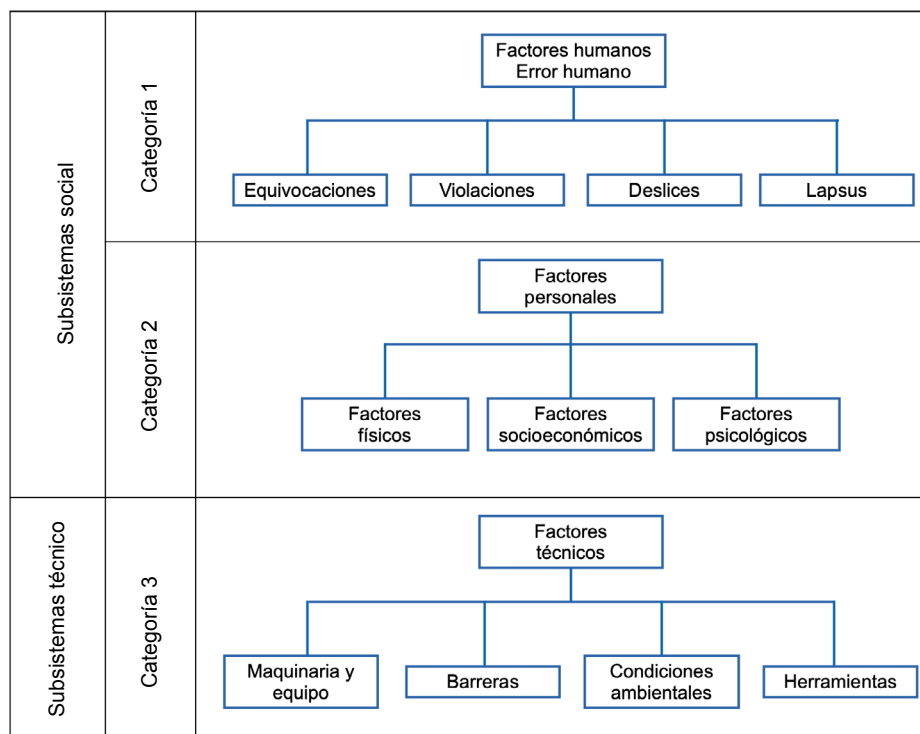 Subsistemas social
Categoría 1
Factores humanos
Error humano
Equivocaciones
Violaciones
Deslices
Lapsus
Categoría 2
Factores
personales
Factores
físicos
Factores
socioeconómicos
Factores
psicológicos
Subsistemas técnico
Categoría 3
Factores
técnicos
Maquinaria y
equipo
Barreras
Condiciones
ambientales
Herramientas